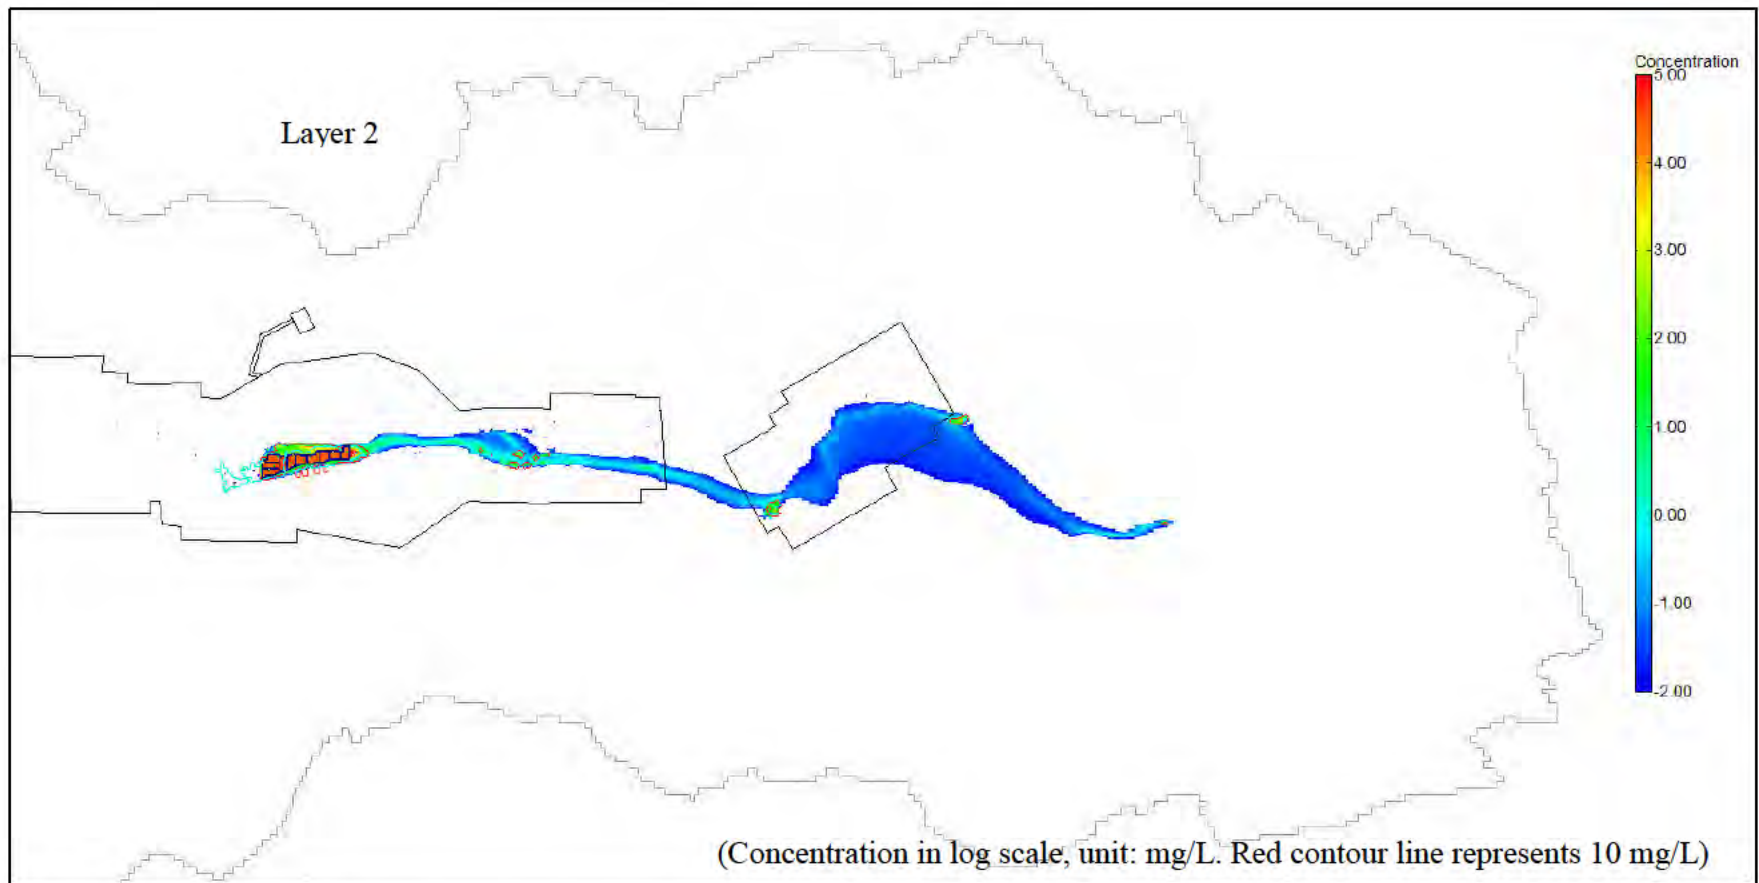 Concentration
5.00
Layer 2
4.00
3.00
2.00
1.00
0.00
-1.00
-2.00
(Concentration in log scale, unit: mg/L. Red contour line represents 10 mg/L)